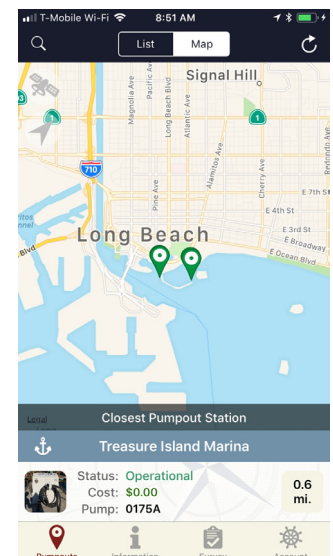 T-Mobile Wi-Fi 8:51 AM
List Map
Signal Hill
Magnolia Ave
Pacific Av
Long Beach Blvd
Atlantic Ave
1
1
Redondo Ave
710
Pine Ave
Alamitos Ave
Cherry Ave
E 7th St
E 4th St
E 3rd St
E Broadway
E Ocean Blvd
Long Beach
Legal
Closest Pumpout Station
Treasure Island Marina
Status: Operational
Cost: $0.00
Pump: 0175A
0.6
mi.
Pumpouts Information Survey Account